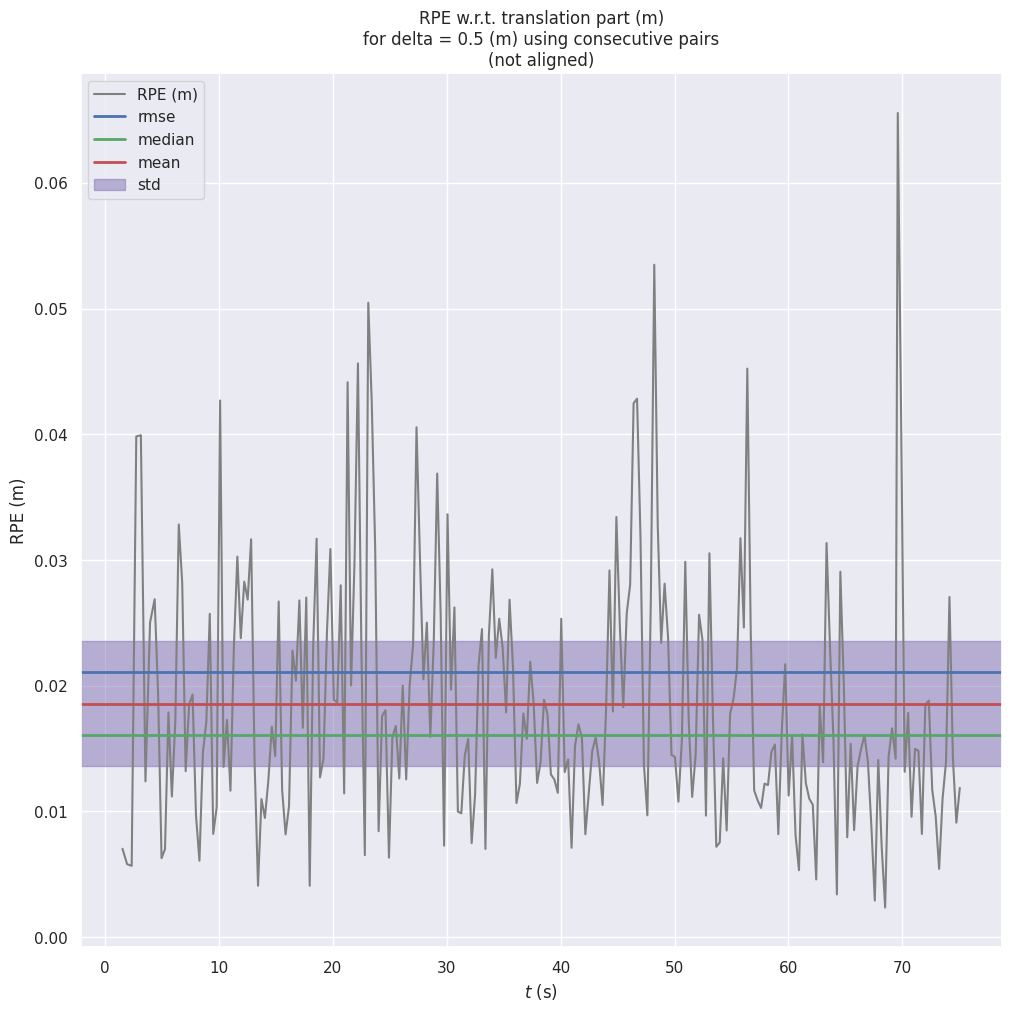 RPE w.r.t. translation part (m)
for delta = 0.5 (m) using consecutive pairs
(not aligned)
RPE (m)
rmse
median
mean
std
0.06
0.05
0.04
0.03
0.02
0.01
0.00
RPE (m)
0 10 20 30 40 50 60 70
t (s)